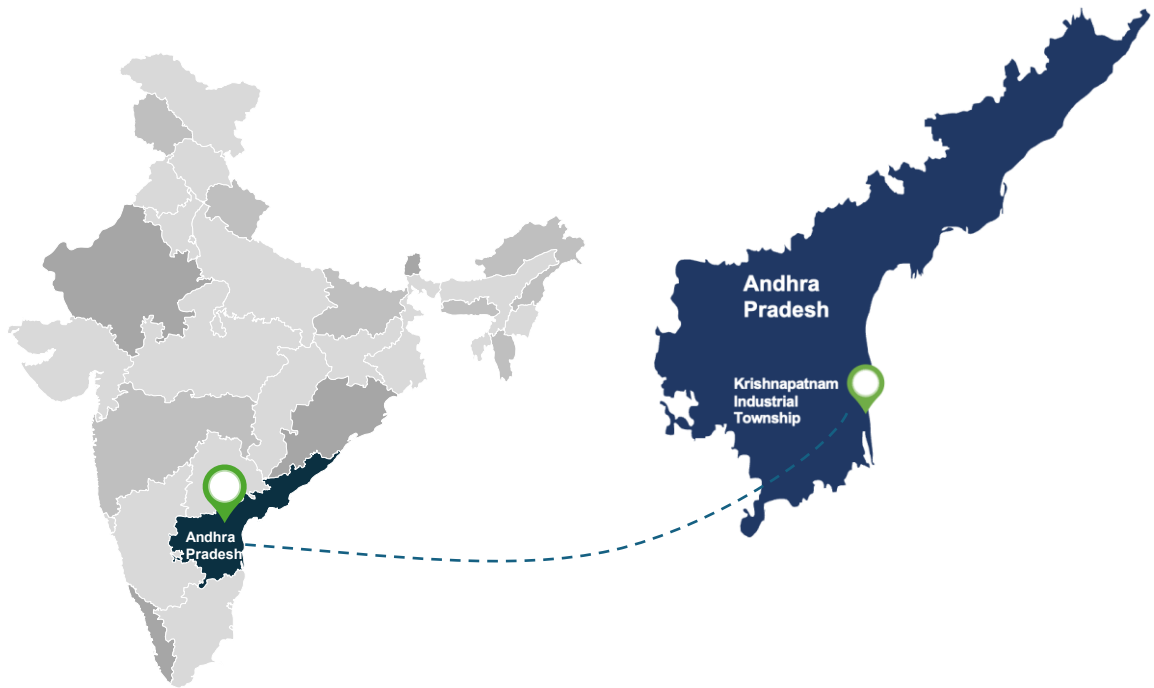 Andhra
Pradesh
Andhra
Pradesh
Krishnapatnam
Industrial
Township